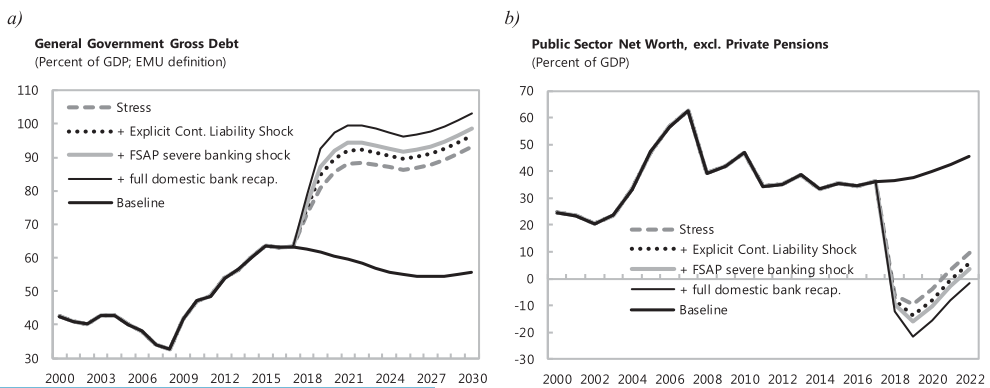 a)
General Government Gross Debt
(Percent of GDP; EMU definition)
110
100
90
80
70
60
50
40
30
Stress
+ Explicit Cont. Liability Shock
+ FSAP severe banking shock
+ full domestic bank recap.
Baseline
2000 2003 2006 2009 2012 2015 2018 2021 2024 2027 2030
b)
Public Sector Net Worth, excl. Private Pensions
(Percent of GDP)
70
60
50
40
30
20
10
0
-10
-20
-30
Stress
+ Explicit Cont. Liability Shock
+ FSAP severe banking shock
+ full domestic bank recap.
Baseline
2000 2002 2004 2006 2008 2010 2012 2014 2016 2018 2020 2022